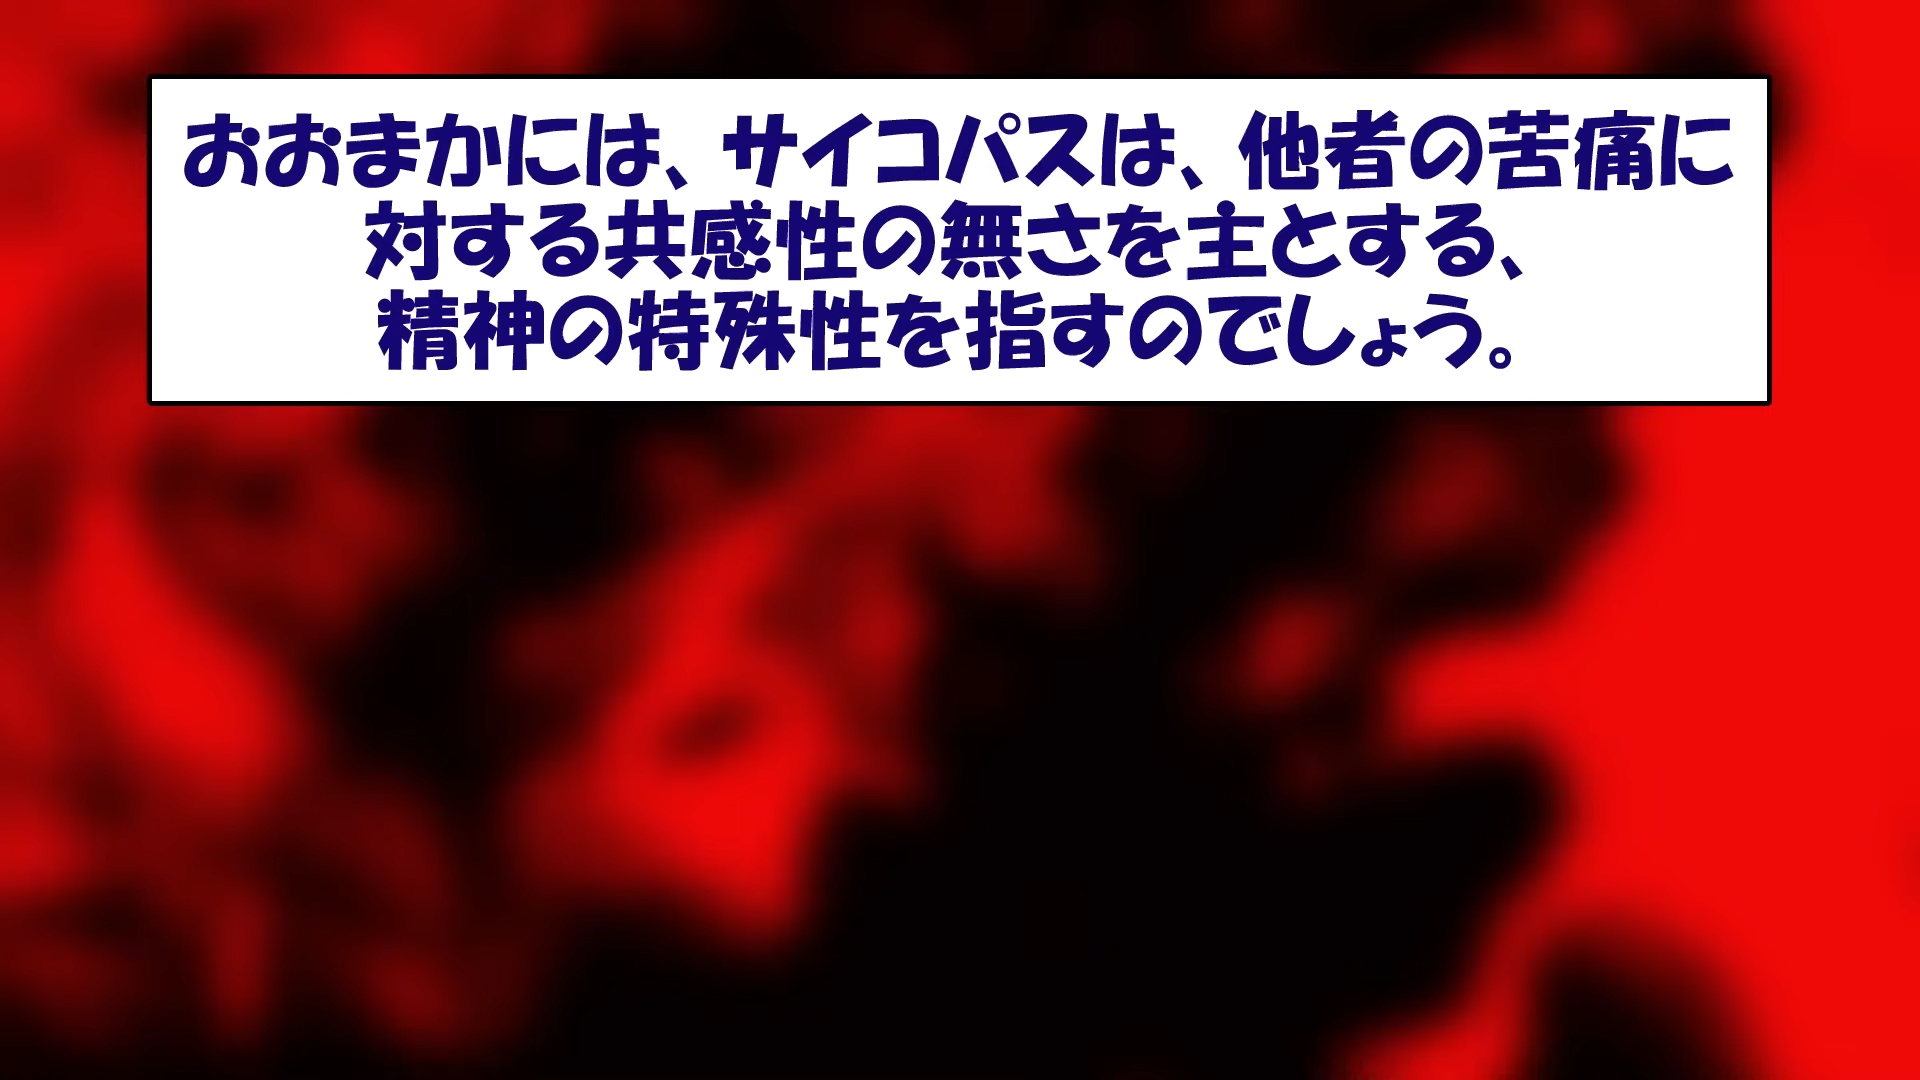 おおまかには、サイコパスは、他者の苦痛に
対する共感性の無さを主とする、
精神の特殊性を指すのでしょう。